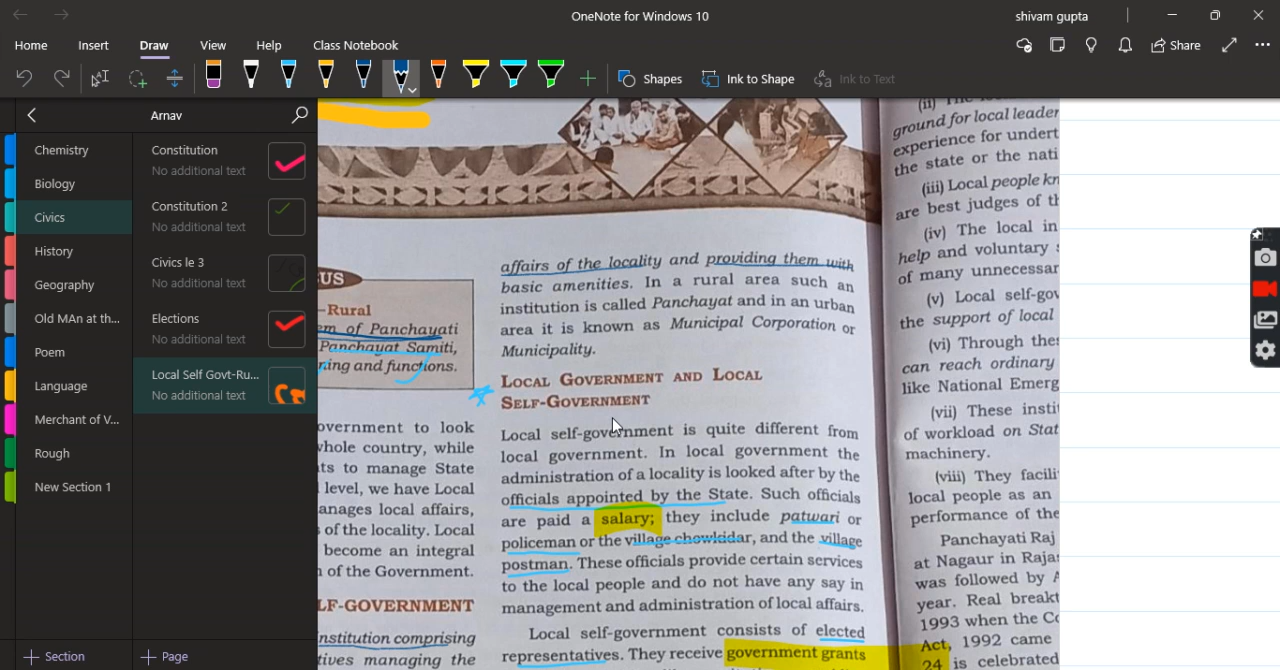 OneNote for Windows 10
shivam gupta
Home Insert Draw View Help Class Notebook
Share
Shapes
Ink to Shape
Ink to Text
Arnav
Chemistry
Biology
Civics
History
Geography
Old MAn at th...
Poem
Language
Merchant of V...
Rough
New Section 1
Section
Constitution
No additional text
Constitution 2
No additional text
Civics le 3
No additional text
Elections
No additional text
Local Self Govt-Ru...
No additional text
Page
US
–Rural
em of Panchayati
Panchayat Samiti,
ring and functions.
overnment to look
whole country, while
ts to manage State
l level, we have Local
anages local affairs,
s of the locality. Local
become an integral
n of the Government.
LF-GOVERNMENT
institution comprising
tives managing the
affairs of the locality and providing them with
basic amenities. In a rural area such an
institution is called Panchayat and in an urban
area it is known as Municipal Corporation or
Municipality.
LOCAL GOVERNMENT AND LOCAL
SELF-GOVERNMENT
Local self-government is quite different from
local government. In local government the
administration of a locality is looked after by the
officials appointed by the State. Such officials
are paid a salary; they include patwari or
policeman or the village chowkidar, and the village
postman. These officials provide certain services
to the local people and do not have any say in
management and administration of local affairs.
Local self-government consists of elected
representatives. They receive government grants
(ii)
ground for local leader
experience for undert
the state or the nati
(iii) Local people kn
are best judges of th
(iv) The local in
help and voluntary
of many unnecessar
(v) Local self-gov
the support of local
(vi) Through thes
can reach ordinary
like National Emerg
(vii) These instit
of workload on Stat
machinery.
(viii) They facili
local people as an
performance of the
Panchayati Raj
at Nagaur in Rajas
was followed by A
year. Real breakt
1993 when the Co
Act, 1992 came
24 is celebrated